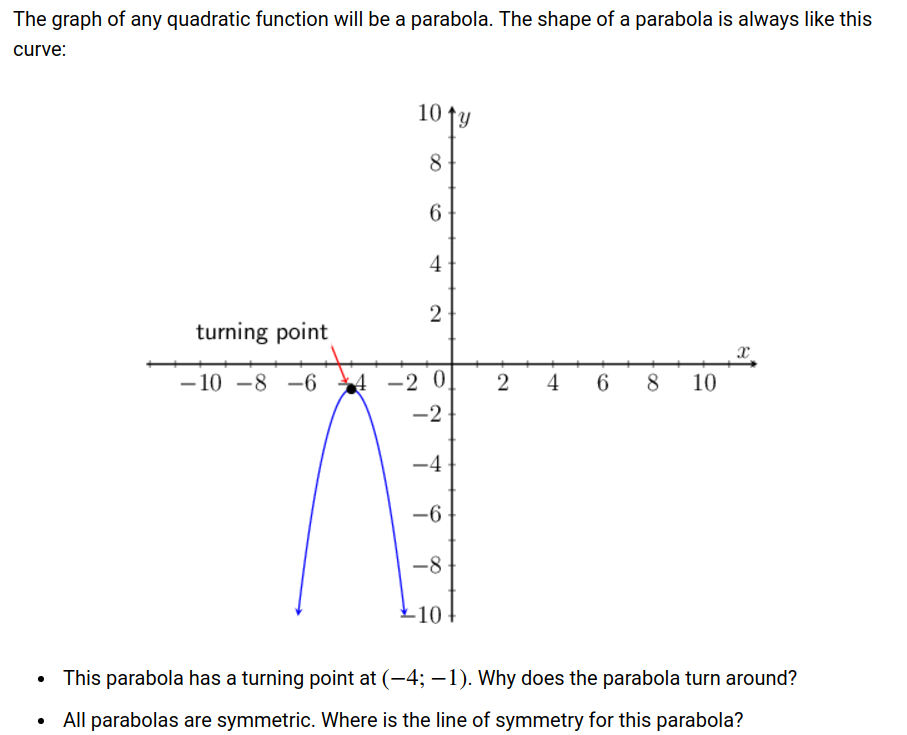 The graph of any quadratic function will be a parabola. The shape of a parabola is always like this
curve:
10 y
8
6
4
2
turning point
x
−10 −8 −6 −4 −2 0 2 4 6 8 10
−2
−4
−6
−8
−10
• This parabola has a turning point at (−4; −1). Why does the parabola turn around?
• All parabolas are symmetric. Where is the line of symmetry for this parabola?